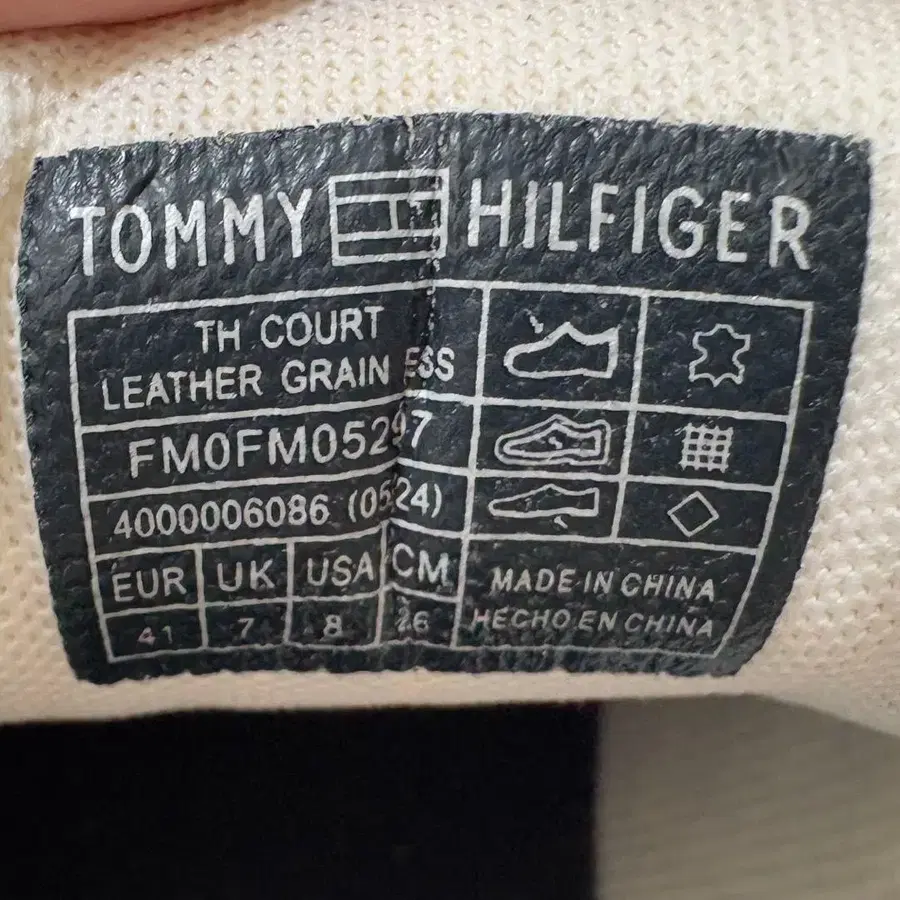 TOMMY HILFIGER
TH COURT
LEATHER GRAIN ESS
FM0FM05297
4000006086 (05/24)
EUR UK USA CM
41 7 8 26
MADE IN CHINA
HECHO EN CHINA